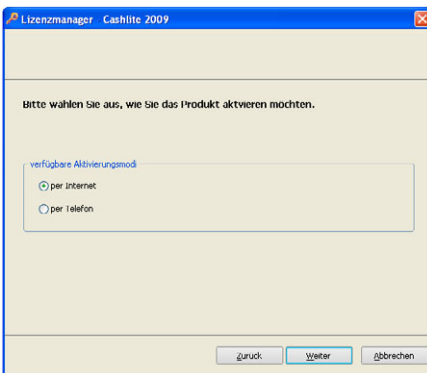 Lizenzmanager Cashlite 2009
Bitte wählen Sie aus, wie Sie das Produkt aktvieren möchten.
verfügbare Aktivierungsmodi
per Internet
per Telefon
Zurück
Weiter
Abbrechen